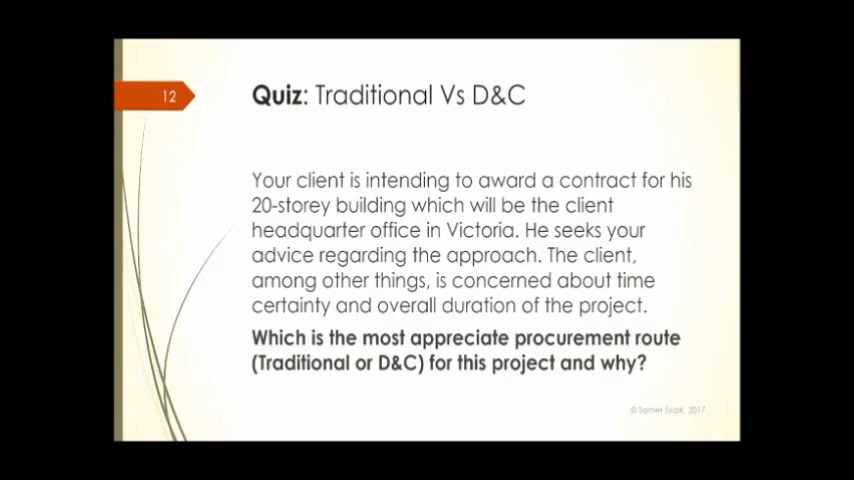 12
Quiz: Traditional Vs D&C
Your client is intending to award a contract for his
20-storey building which will be the client
headquarter office in Victoria. He seeks your
advice regarding the approach. The client,
among other things, is concerned about time
certainty and overall duration of the project.
Which is the most appreciate procurement route
(Traditional or D&C) for this project and why?
© Samer Skaik, 2017